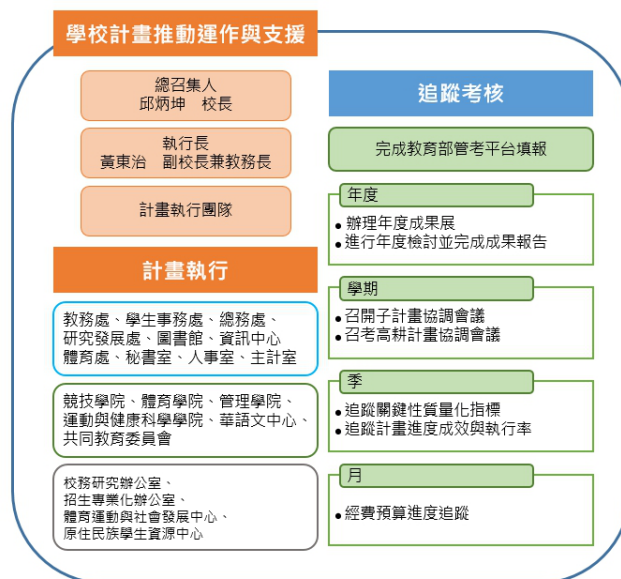 學校計畫推動運作與支援
總召集人
邱炳坤 校長
執行長
黃東治 副校長兼教務長
計畫執行團隊
計畫執行
教務處、學生事務處、總務處、
研究發展處、圖書館、資訊中心
體育處、秘書室、人事室、主計室
競技學院、體育學院、管理學院、
運動與健康科學學院、華語文中心、
共同教育委員會
校務研究辦公室、
招生專業化辦公室、
體育運動與社會發展中心、
原住民族學生資源中心
追蹤考核
完成教育部管考平台填報
年度
● 辦理年度成果展
● 進行年度檢討並完成成果報告
學期
● 召開子計畫協調會議
● 召考高耕計畫協調會議
季
● 追蹤關鍵性質量化指標
● 追蹤計畫進度成效與執行率
月
● 經費預算進度追蹤